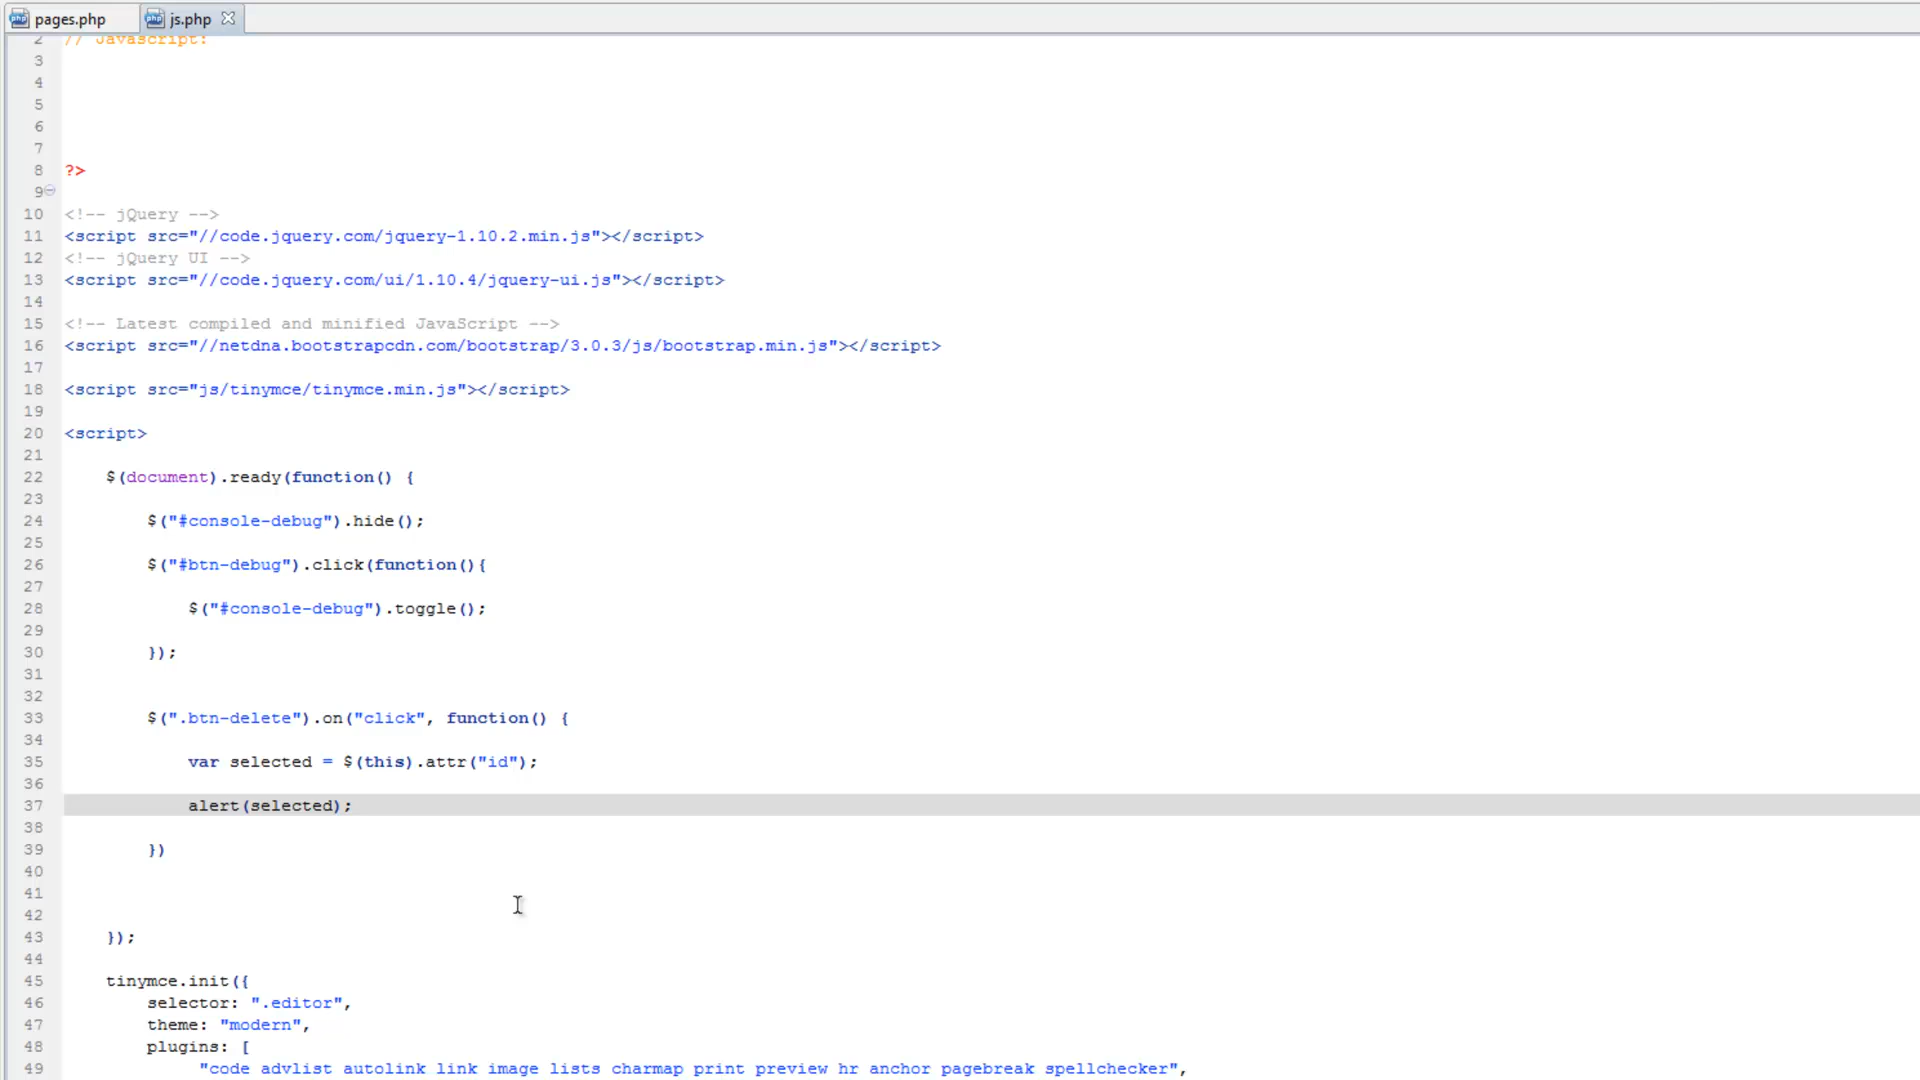 pages.php
js.php
2 // Javascript:
3
4
5
6
7
8 ?>
9
10 <!-- jQuery -->
11 <script src="//code.jquery.com/jquery-1.10.2.min.js"></script>
12 <!-- jQuery UI -->
13 <script src="//code.jquery.com/ui/1.10.4/jquery-ui.js"></script>
14
15 <!-- Latest compiled and minified JavaScript -->
16 <script src="//netdna.bootstrapcdn.com/bootstrap/3.0.3/js/bootstrap.min.js"></script>
17
18 <script src="js/tinymce/tinymce.min.js"></script>
19
20 <script>
21
22 $(document).ready(function() {
23
24 $("#console-debug").hide();
25
26 $("#btn-debug").click(function(){
27
28 $("#console-debug").toggle();
29
30 });
31
32
33 $(".btn-delete").on("click", function() {
34
35 var selected = $(this).attr("id");
36
37 alert(selected);
38
39 })
40
41
42
43 });
44
45 tinymce.init({
46 selector: ".editor",
47 theme: "modern",
48 plugins: [
49 "code advlist autolink link image lists charmap print preview hr anchor pagebreak spellchecker",